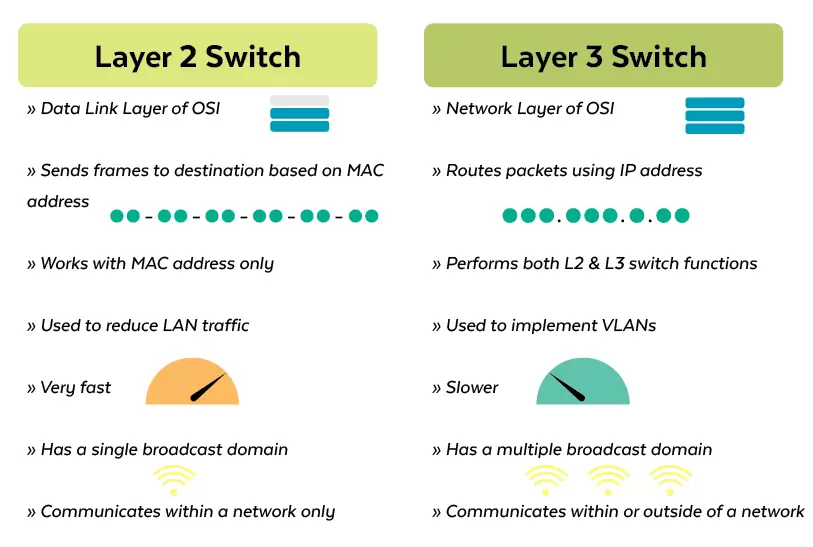 Layer 2 Switch
» Data Link Layer of OSI
» Sends frames to destination based on MAC
address
» Works with MAC address only
» Used to reduce LAN traffic
» Very fast
» Has a single broadcast domain
» Communicates within a network only
Layer 3 Switch
» Network Layer of OSI
» Routes packets using IP address
» Performs both L2 & L3 switch functions
» Used to implement VLANs
» Slower
» Has a multiple broadcast domain
» Communicates within or outside of a network